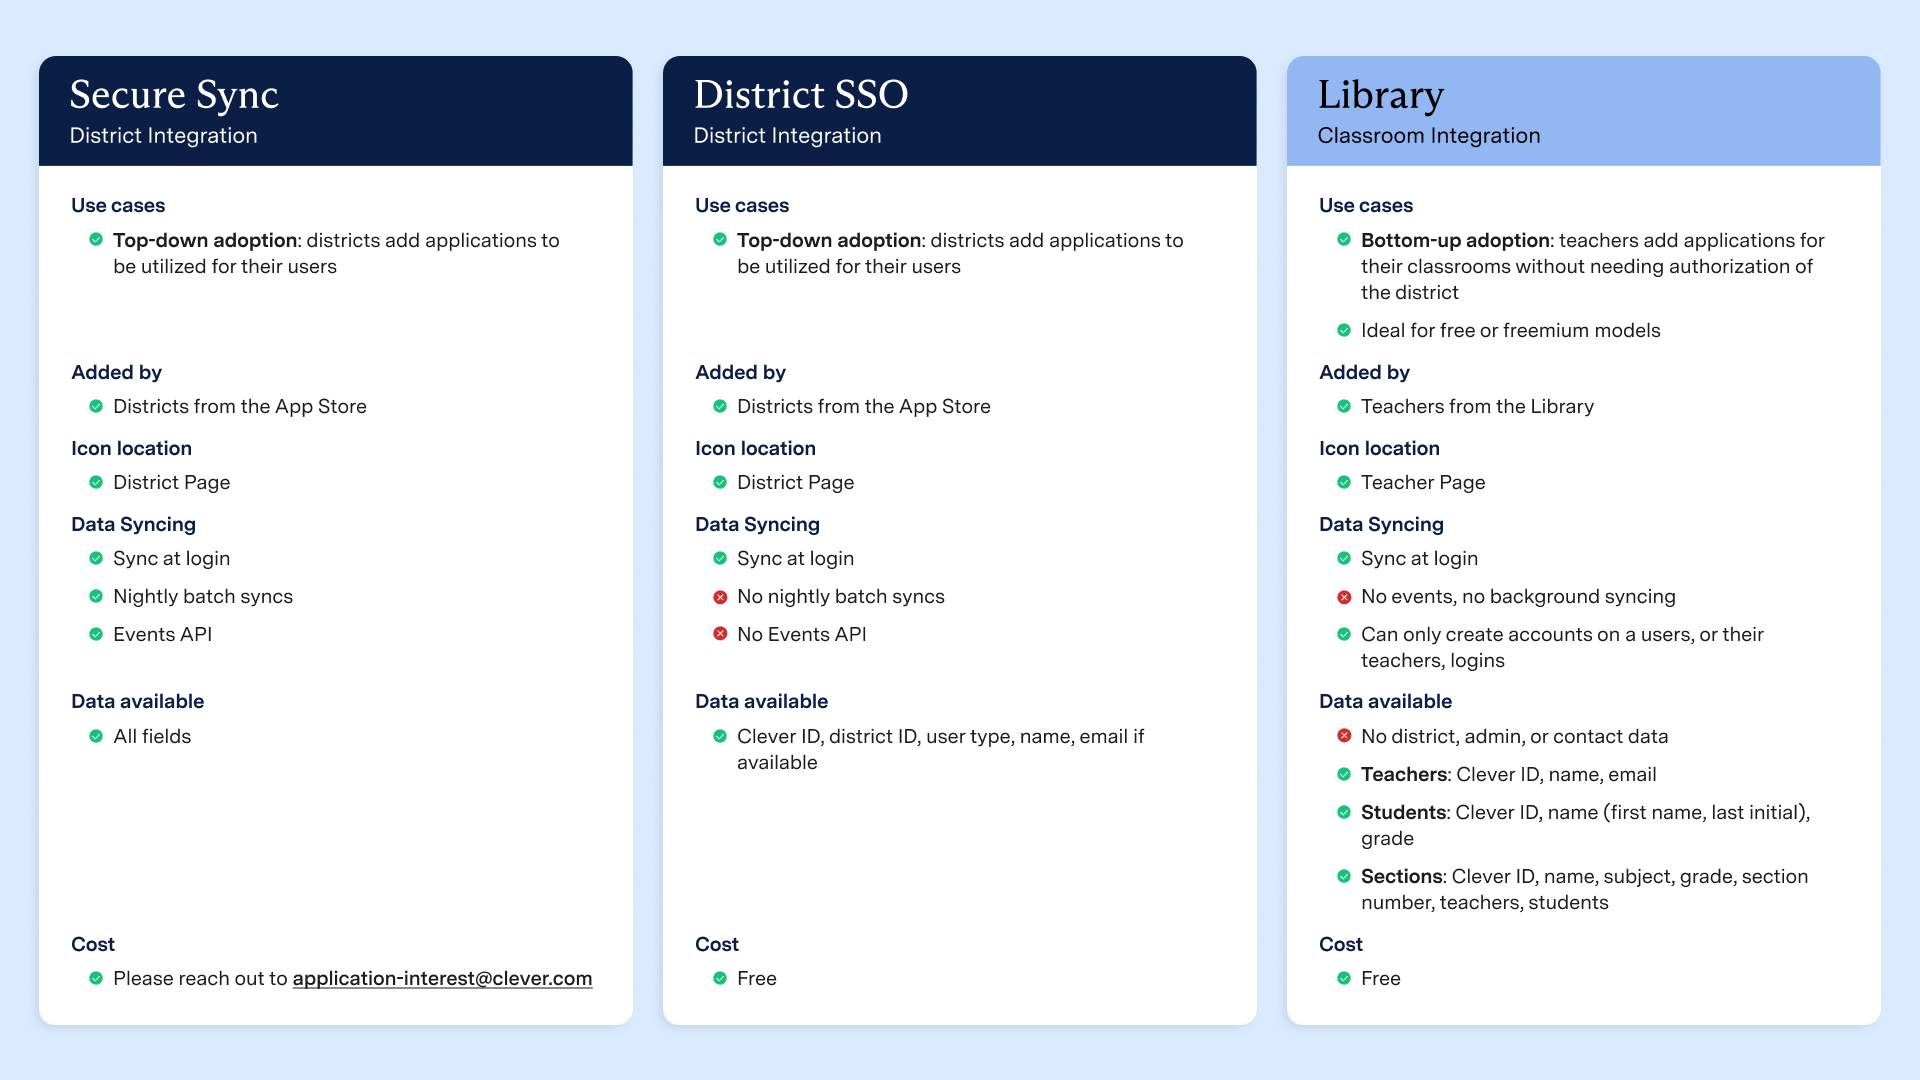 Secure Sync
District Integration
Use cases
Top-down adoption: districts add applications to
be utilized for their users
Added by
Districts from the App Store
Icon location
District Page
Data Syncing
Sync at login
Nightly batch syncs
Events API
Data available
All fields
Cost
Please reach out to application-interest@clever.com
District SSO
District Integration
Use cases
Top-down adoption: districts add applications to
be utilized for their users
Added by
Districts from the App Store
Icon location
District Page
Data Syncing
Sync at login
No nightly batch syncs
No Events API
Data available
Clever ID, district ID, user type, name, email if
available
Cost
Free
Library
Classroom Integration
Use cases
Bottom-up adoption: teachers add applications for
their classrooms without needing authorization of
the district
Ideal for free or freemium models
Added by
Teachers from the Library
Icon location
Teacher Page
Data Syncing
Sync at login
No events, no background syncing
Can only create accounts on a users, or their
teachers, logins
Data available
No district, admin, or contact data
Teachers: Clever ID, name, email
Students: Clever ID, name (first name, last initial),
grade
Sections: Clever ID, name, subject, grade, section
number, teachers, students
Cost
Free